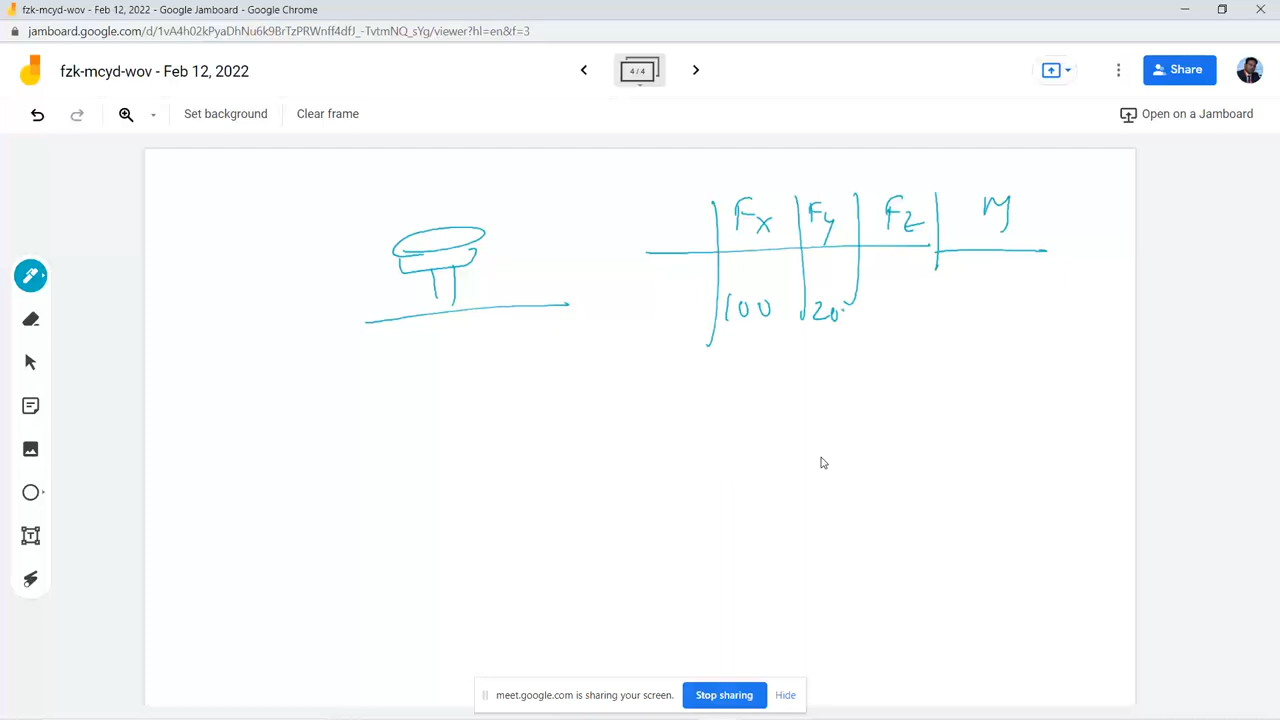 fzk-mcyd-wov - Feb 12, 2022 - Google Jamboard - Google Chrome
jamboard.google.com/d/1vA4h02kPyaDhNu6k9BrTzPRWnff4dfJ_-TvtmNQ_sYg/viewer?hl=en&f=3
fzk-mcyd-wov - Feb 12, 2022
4 / 4
Share
Set background
Clear frame
Open on a Jamboard
Fx Fy Fz M
100 20
meet.google.com is sharing your screen. Stop sharing Hide